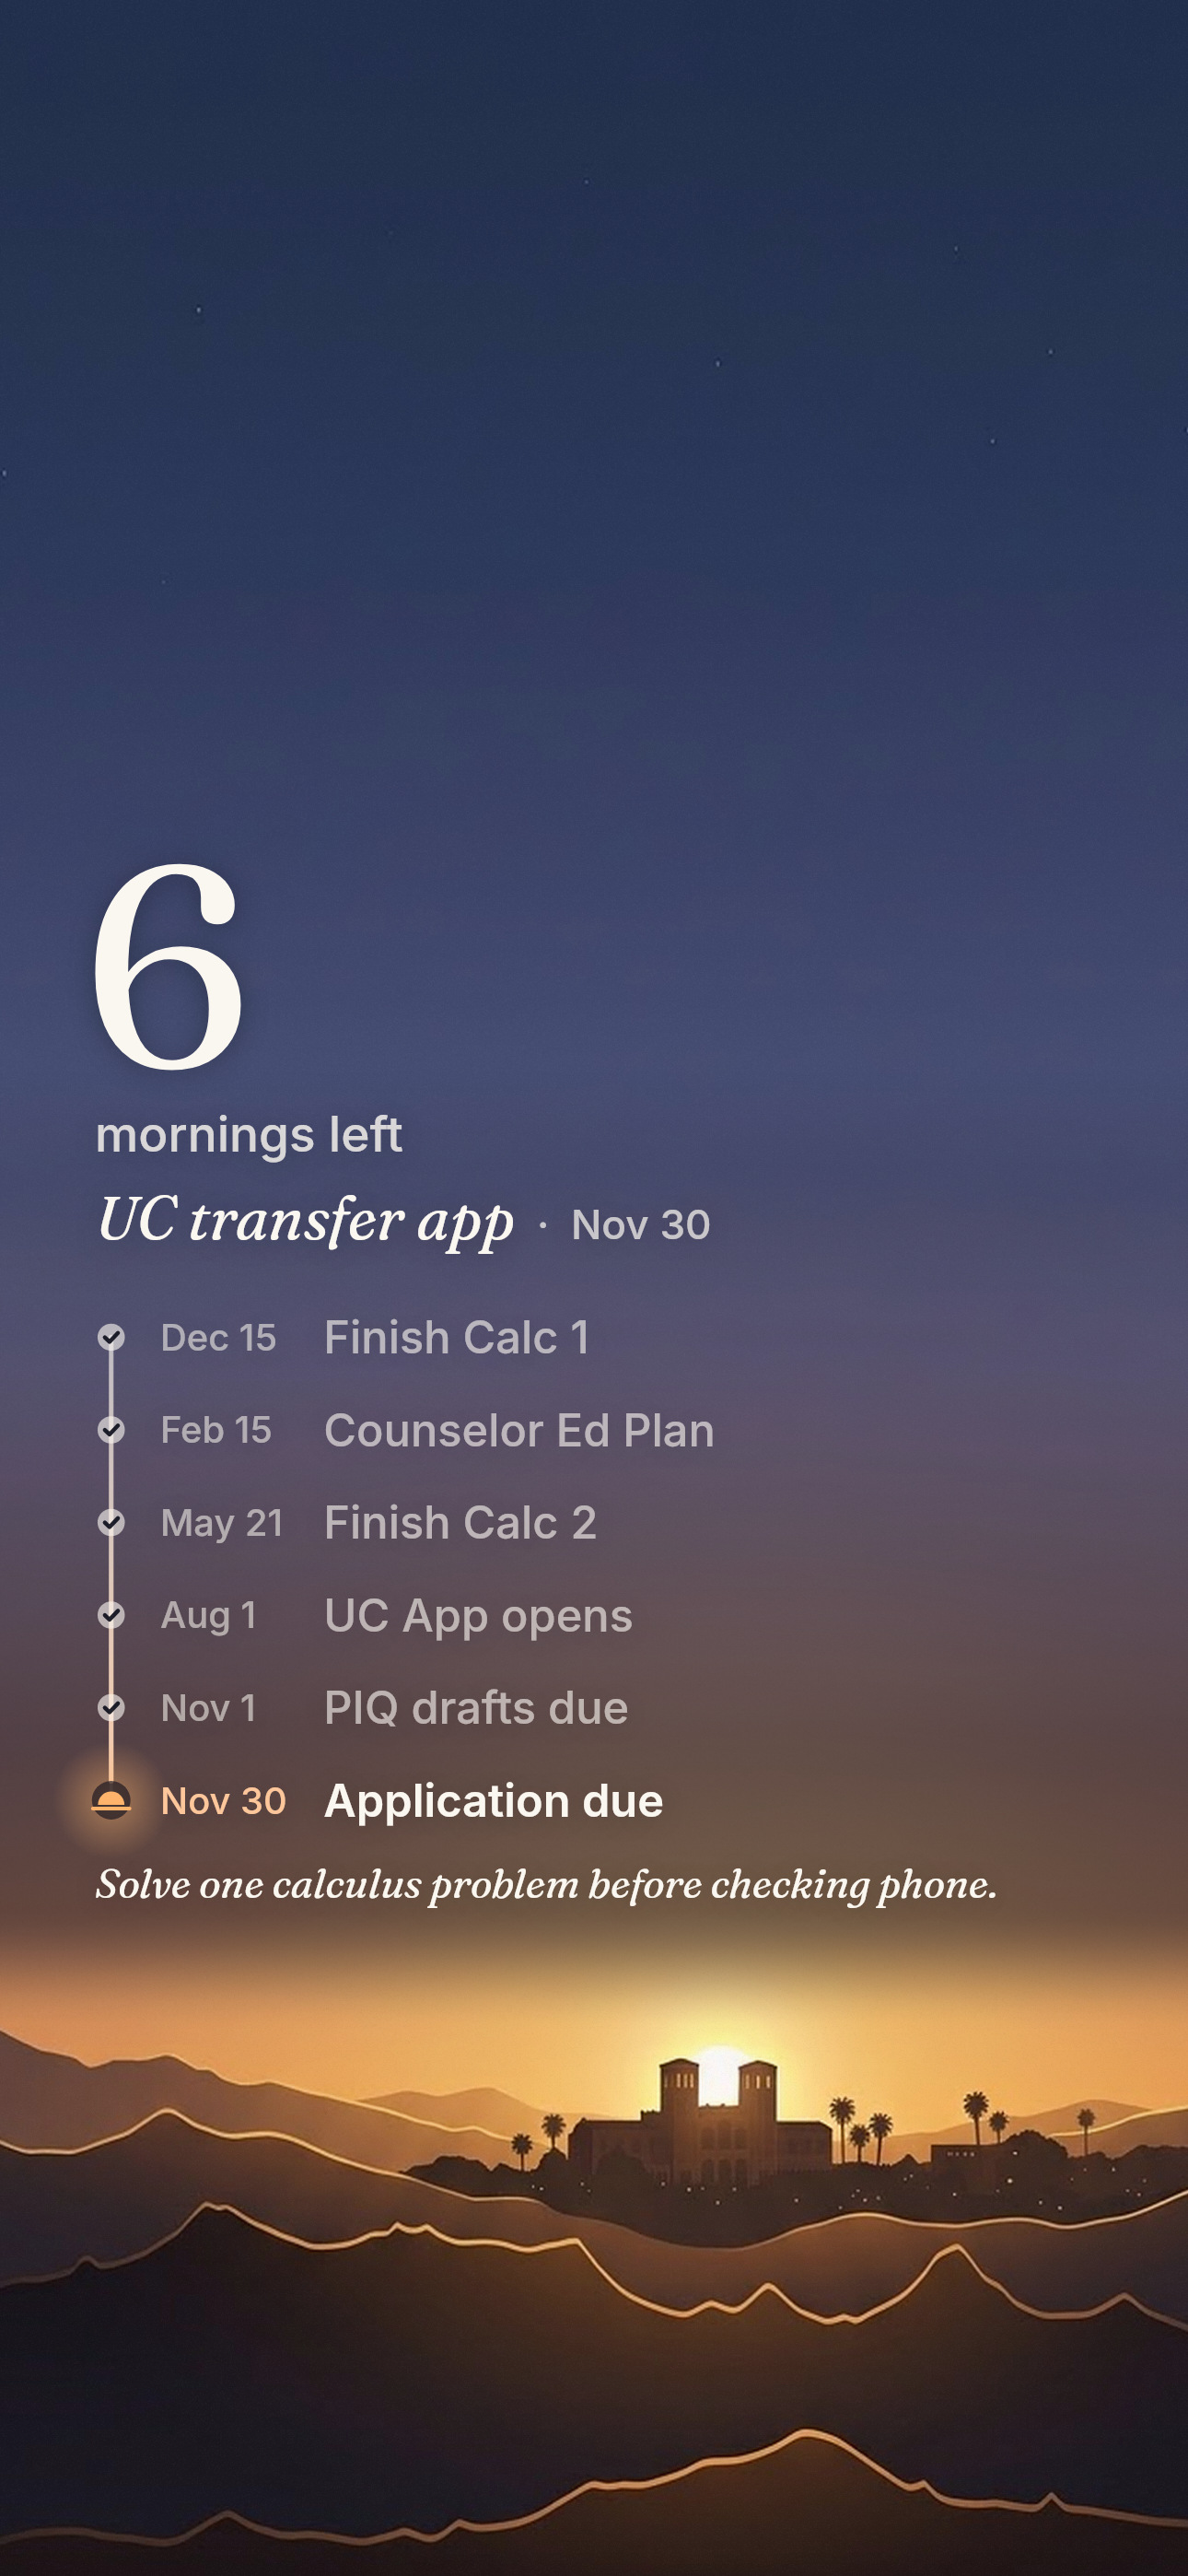 6
mornings left
UC transfer app · Nov 30
Dec 15 Finish Calc 1
Feb 15 Counselor Ed Plan
May 21 Finish Calc 2
Aug 1 UC App opens
Nov 1 PIQ drafts due
Nov 30 Application due
Solve one calculus problem before checking phone.